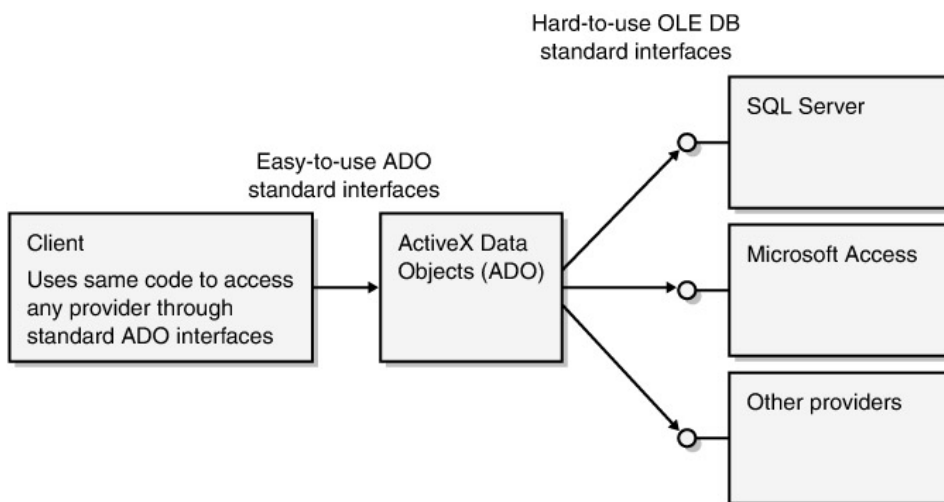 Hard-to-use OLE DB
standard interfaces
SQL Server
Easy-to-use ADO
standard interfaces
Client
Uses same code to access
any provider through
standard ADO interfaces
ActiveX Data
Objects (ADO)
Microsoft Access
Other providers